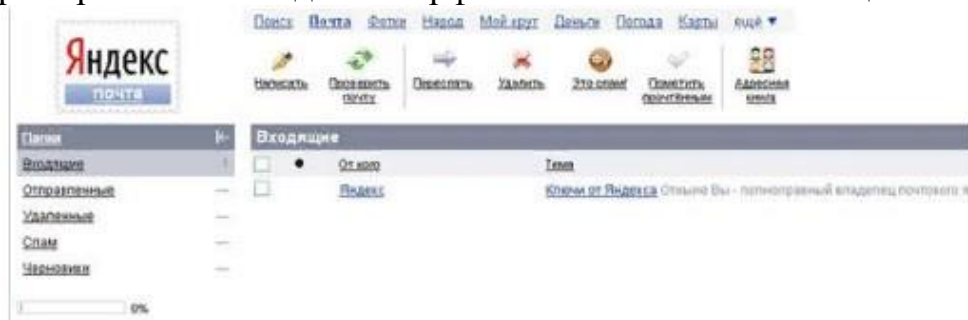 Поиск Почта Фотки Народ Мой круг Деньги Погода Карты ещё ▼
Яндекс
почта
Написать Проверить почту Переслать Удалить Это спам! Пометить прочтённым Адресная книга
Папки
Входящие
Входящие 1
От кого Тема
Отправленные —
Яндекс Ключи от Яндекса Отныне Вы - полноправный владелец почтового
Удаленные —
Спам —
Черновики —
0%